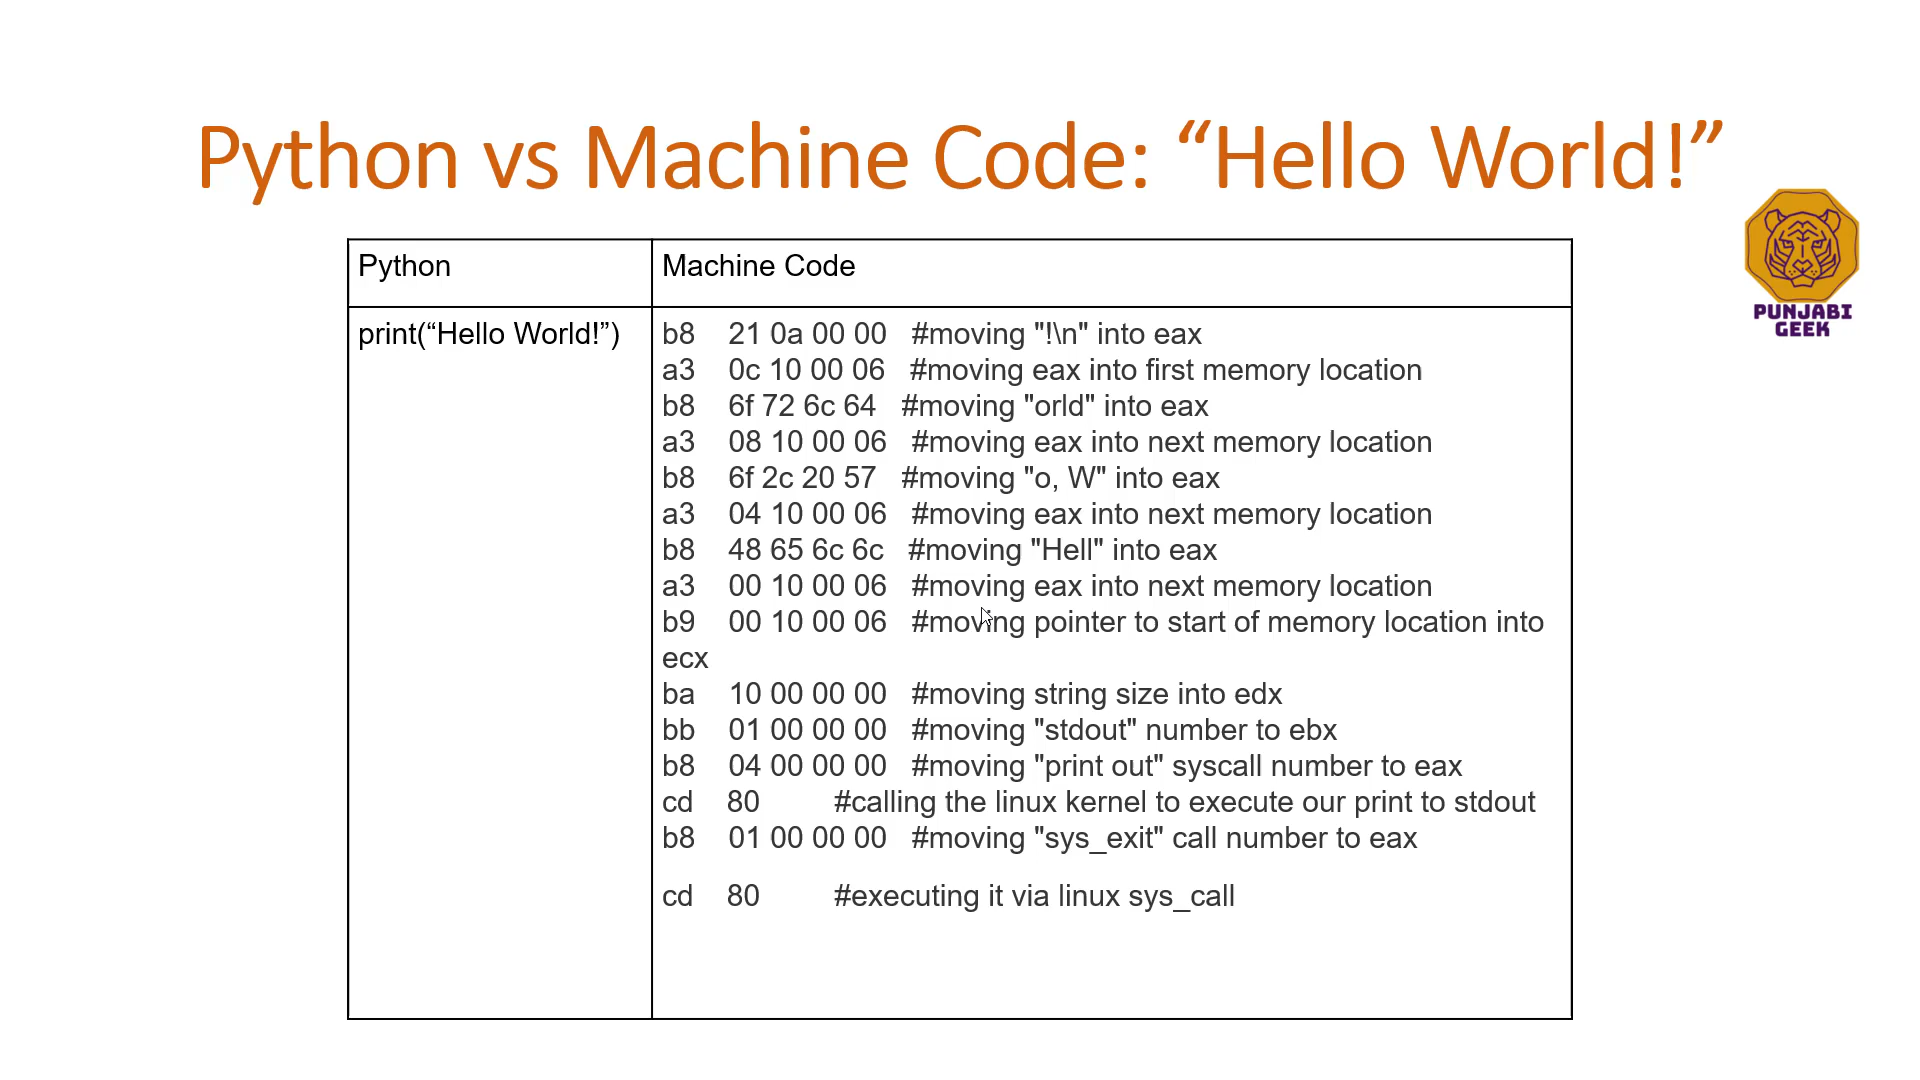 Python vs Machine Code: “Hello World!”
PUNJABI
GEEK
Python
Machine Code
print(“Hello World!”)
b8 21 0a 00 00 #moving "!\n" into eax
a3 0c 10 00 06 #moving eax into first memory location
b8 6f 72 6c 64 #moving "orld" into eax
a3 08 10 00 06 #moving eax into next memory location
b8 6f 2c 20 57 #moving "o, W" into eax
a3 04 10 00 06 #moving eax into next memory location
b8 48 65 6c 6c #moving "Hell" into eax
a3 00 10 00 06 #moving eax into next memory location
b9 00 10 00 06 #moving pointer to start of memory location into
ecx
ba 10 00 00 00 #moving string size into edx
bb 01 00 00 00 #moving "stdout" number to ebx
b8 04 00 00 00 #moving "print out" syscall number to eax
cd 80 #calling the linux kernel to execute our print to stdout
b8 01 00 00 00 #moving "sys_exit" call number to eax
cd 80 #executing it via linux sys_call